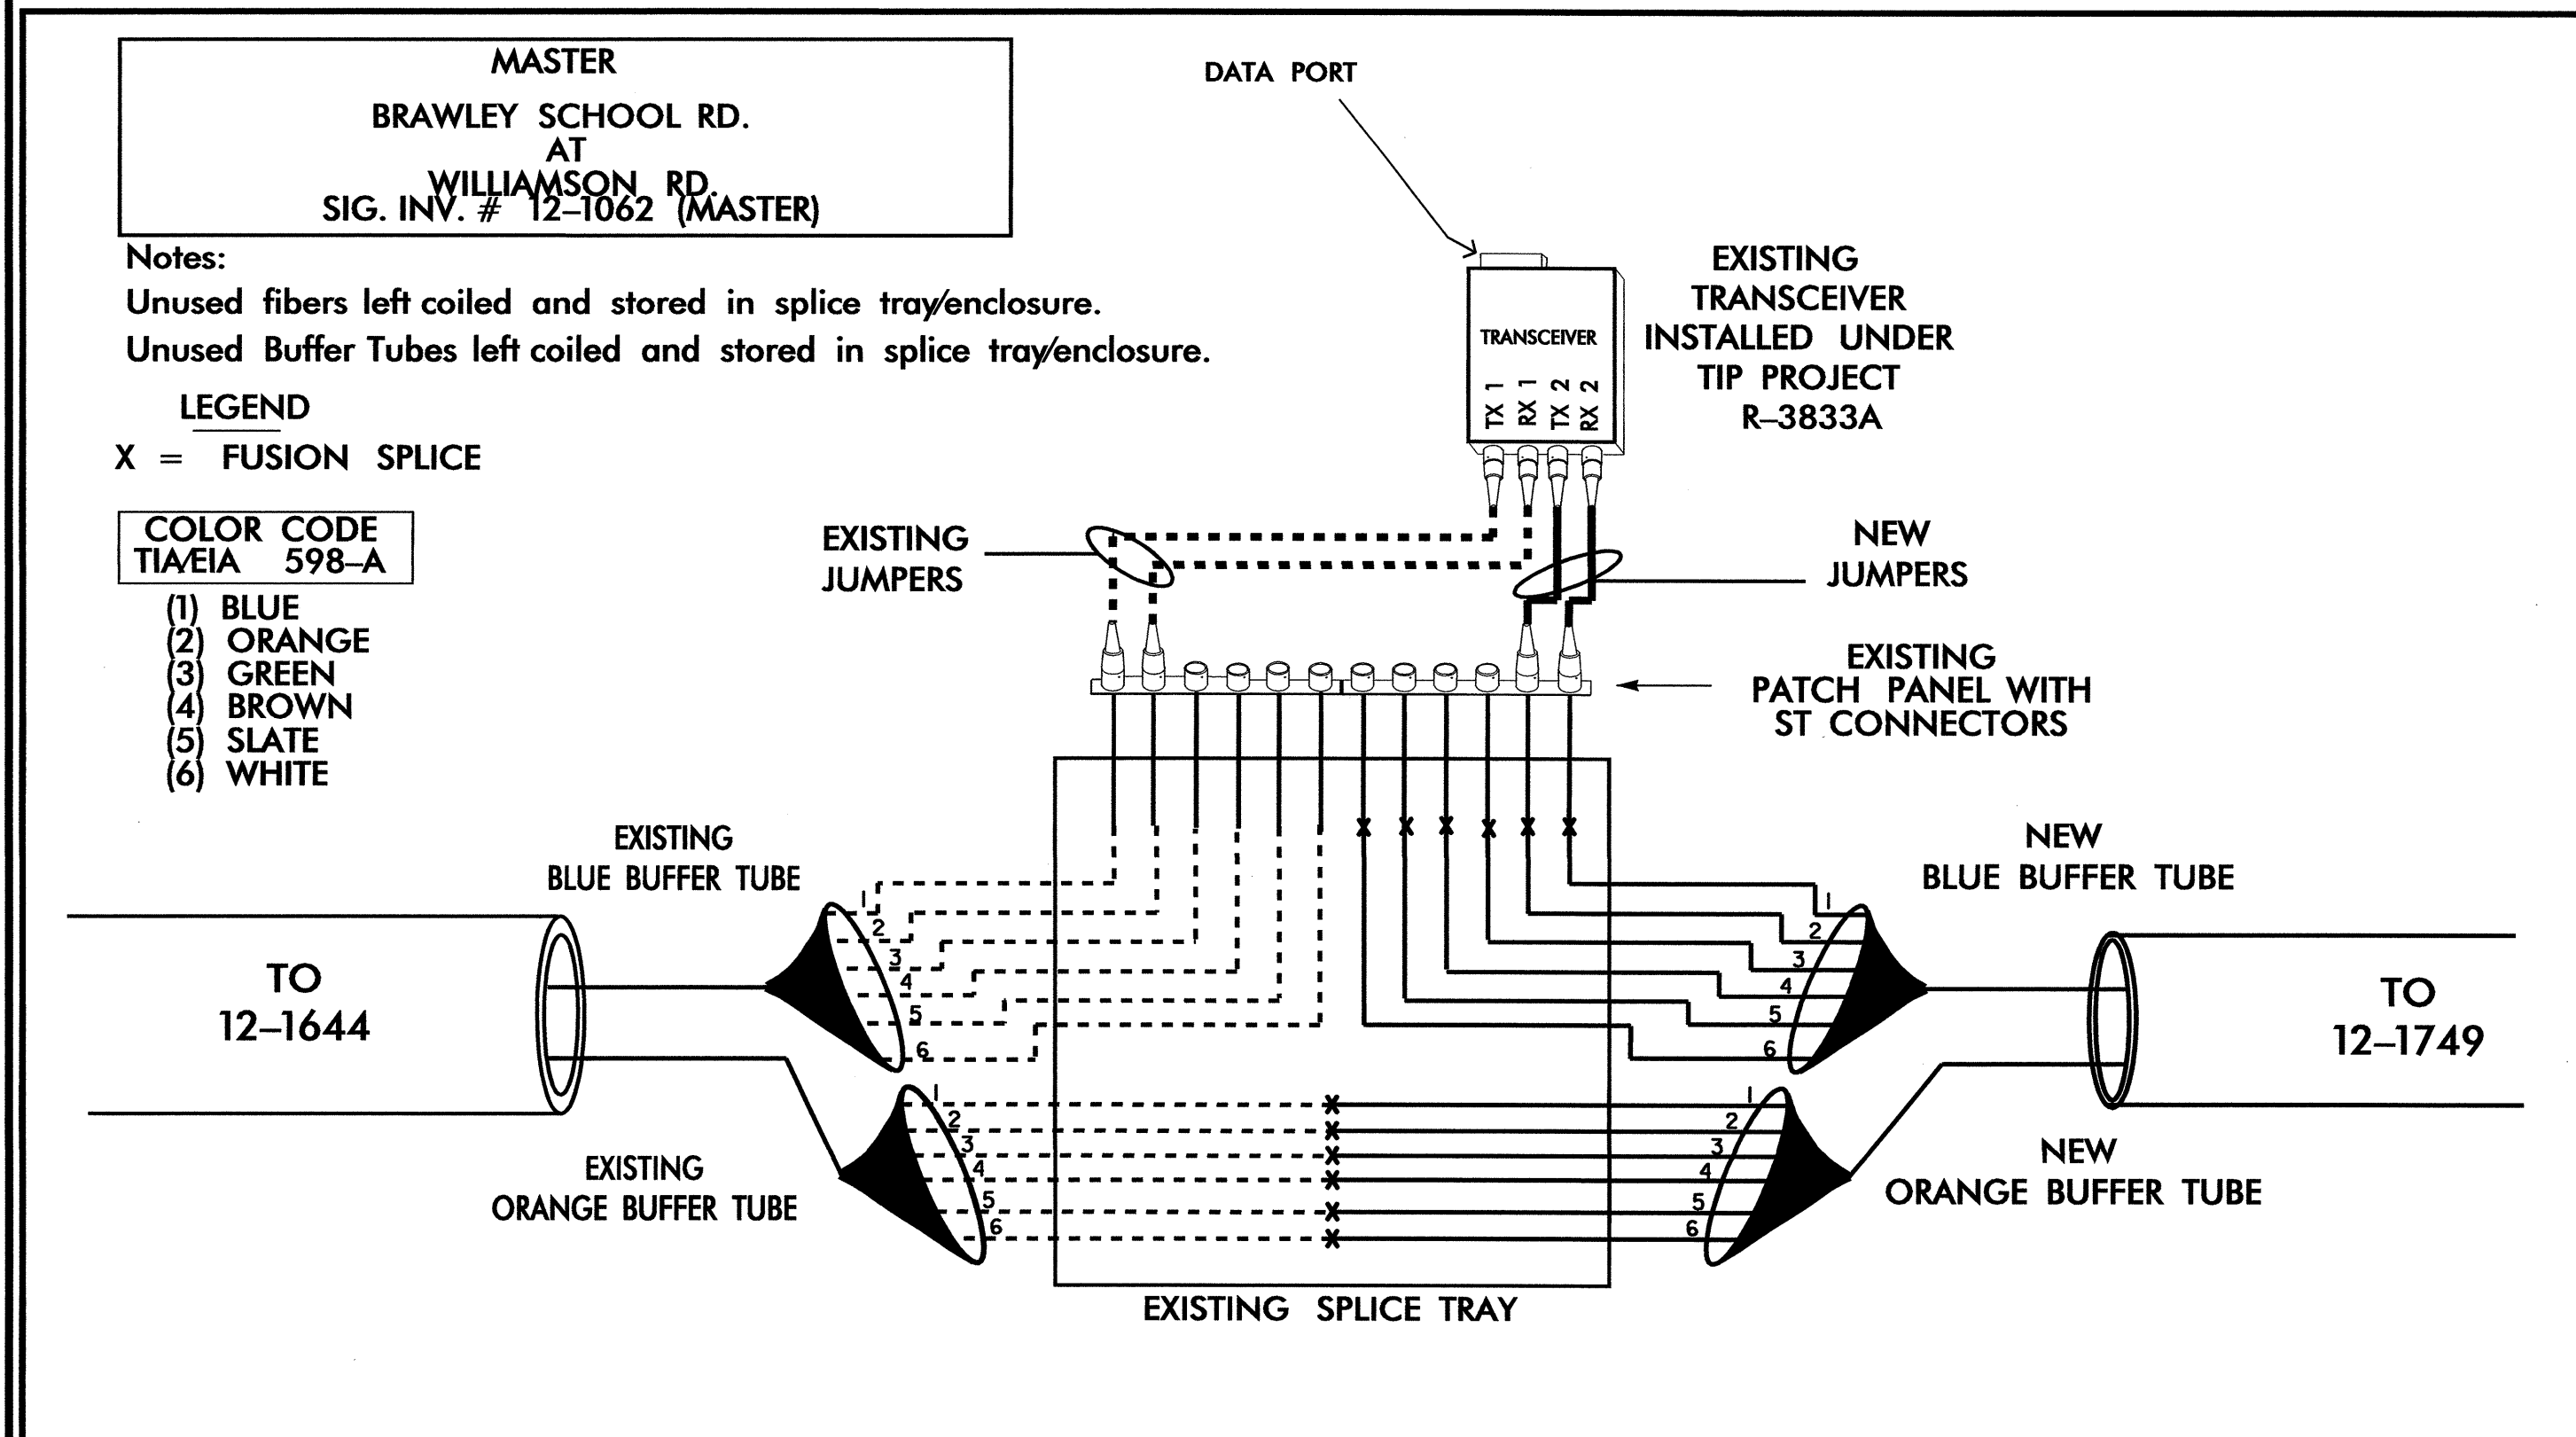 MASTER
BRAWLEY SCHOOL RD.
AT
WILLIAMSON RD.
SIG. INV. # 12-1062 (MASTER)
Notes:
Unused fibers left coiled and stored in splice tray/enclosure.
Unused Buffer Tubes left coiled and stored in splice tray/enclosure.
LEGEND
X = FUSION SPLICE
COLOR CODE
TIA/EIA 598-A
(1) BLUE
(2) ORANGE
(3) GREEN
(4) BROWN
(5) SLATE
(6) WHITE
DATA PORT
TRANSCEIVER
TX 1
RX 1
TX 2
RX 2
EXISTING
TRANSCEIVER
INSTALLED UNDER
TIP PROJECT
R-3833A
EXISTING
JUMPERS
NEW
JUMPERS
EXISTING
PATCH PANEL WITH
ST CONNECTORS
X X X X X X
EXISTING
BLUE BUFFER TUBE
1
2
3
4
5
6
TO
12-1644
EXISTING
ORANGE BUFFER TUBE
1
2
3
4
5
6
X
X
X
X
X
X
NEW
BLUE BUFFER TUBE
1
2
3
4
5
6
TO
12-1749
NEW
ORANGE BUFFER TUBE
1
2
3
4
5
6
EXISTING SPLICE TRAY